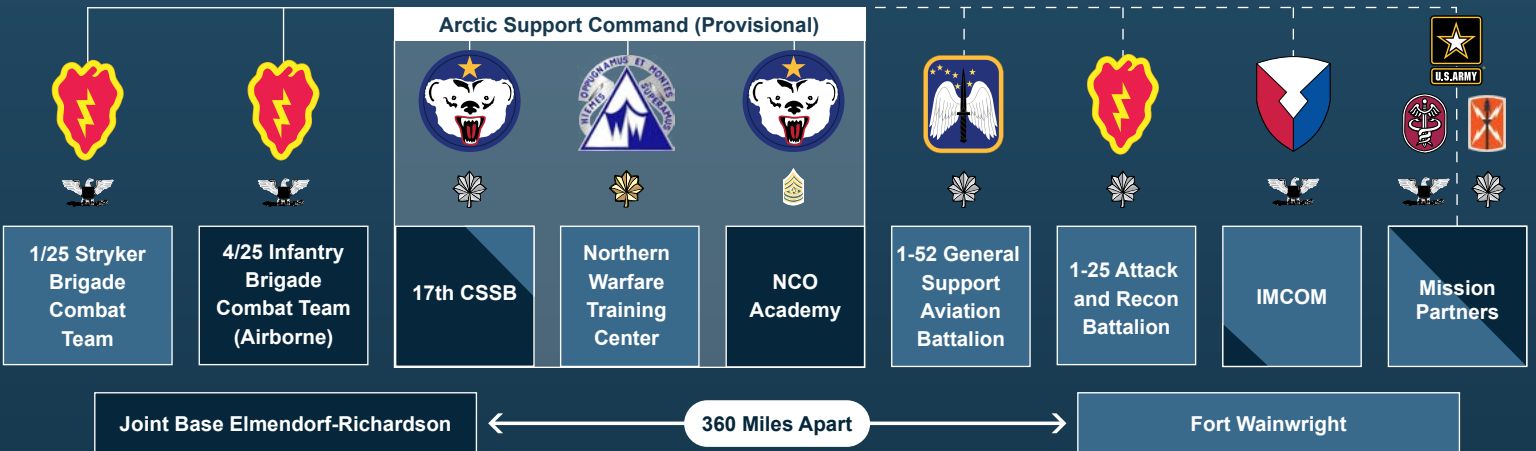 Arctic Support Command (Provisional)
HIEMES OPPUGNAMUS ET MONTES SUPERAMUS
U.S.ARMY
1/25 Stryker
Brigade
Combat
Team
4/25 Infantry
Brigade
Combat Team
(Airborne)
17th CSSB
Northern
Warfare
Training
Center
NCO
Academy
1-52 General
Support
Aviation
Battalion
1-25 Attack
and Recon
Battalion
IMCOM
Mission
Partners
Joint Base Elmendorf-Richardson
360 Miles Apart
Fort Wainwright